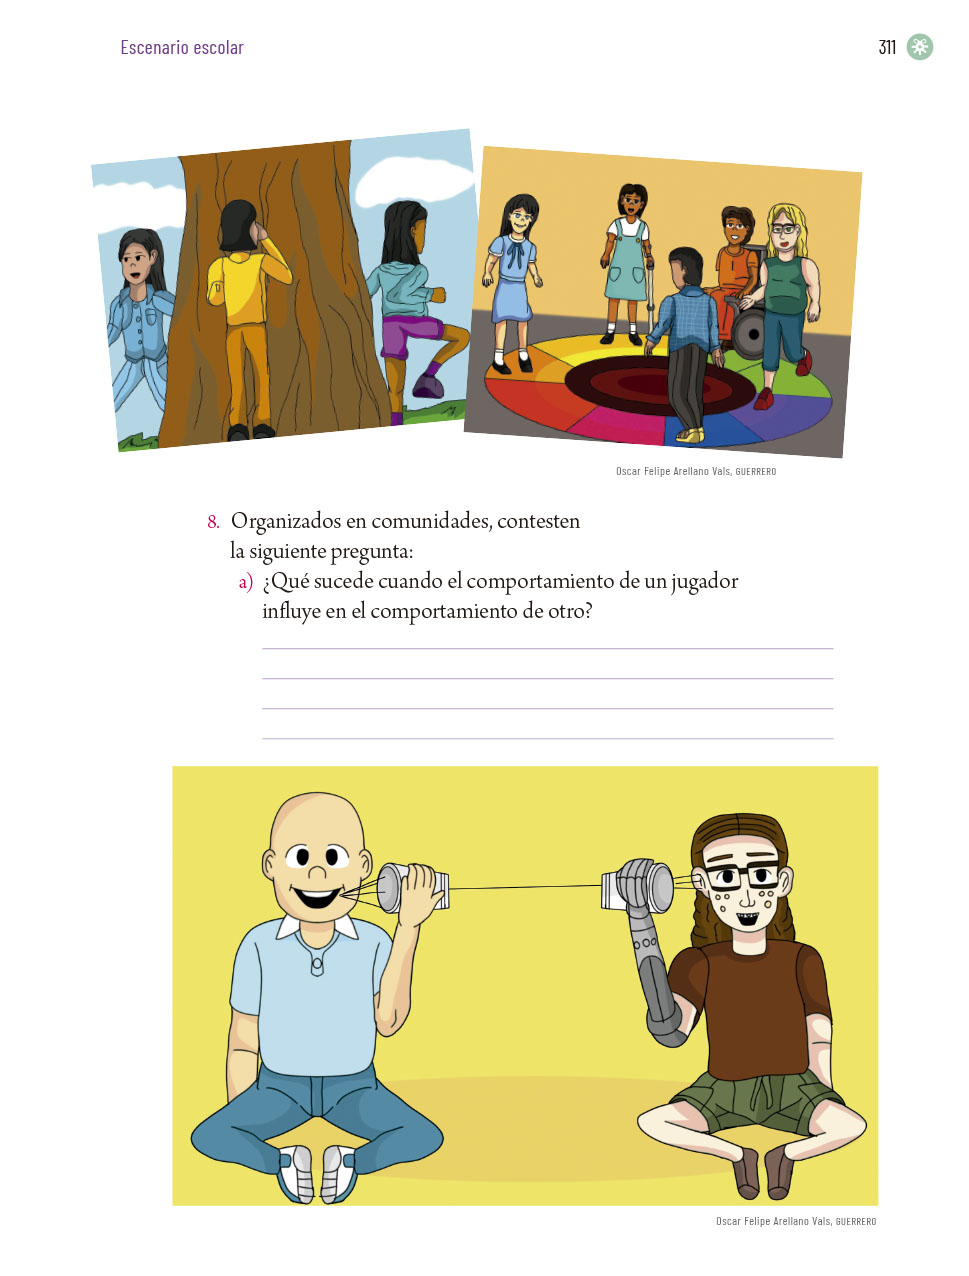 Escenario escolar
311
Oscar Felipe Arellano Vals, GUERRERO
8. Organizados en comunidades, contesten
la siguiente pregunta:
a) ¿Qué sucede cuando el comportamiento de un jugador
influye en el comportamiento de otro?
Oscar Felipe Arellano Vals, GUERRERO